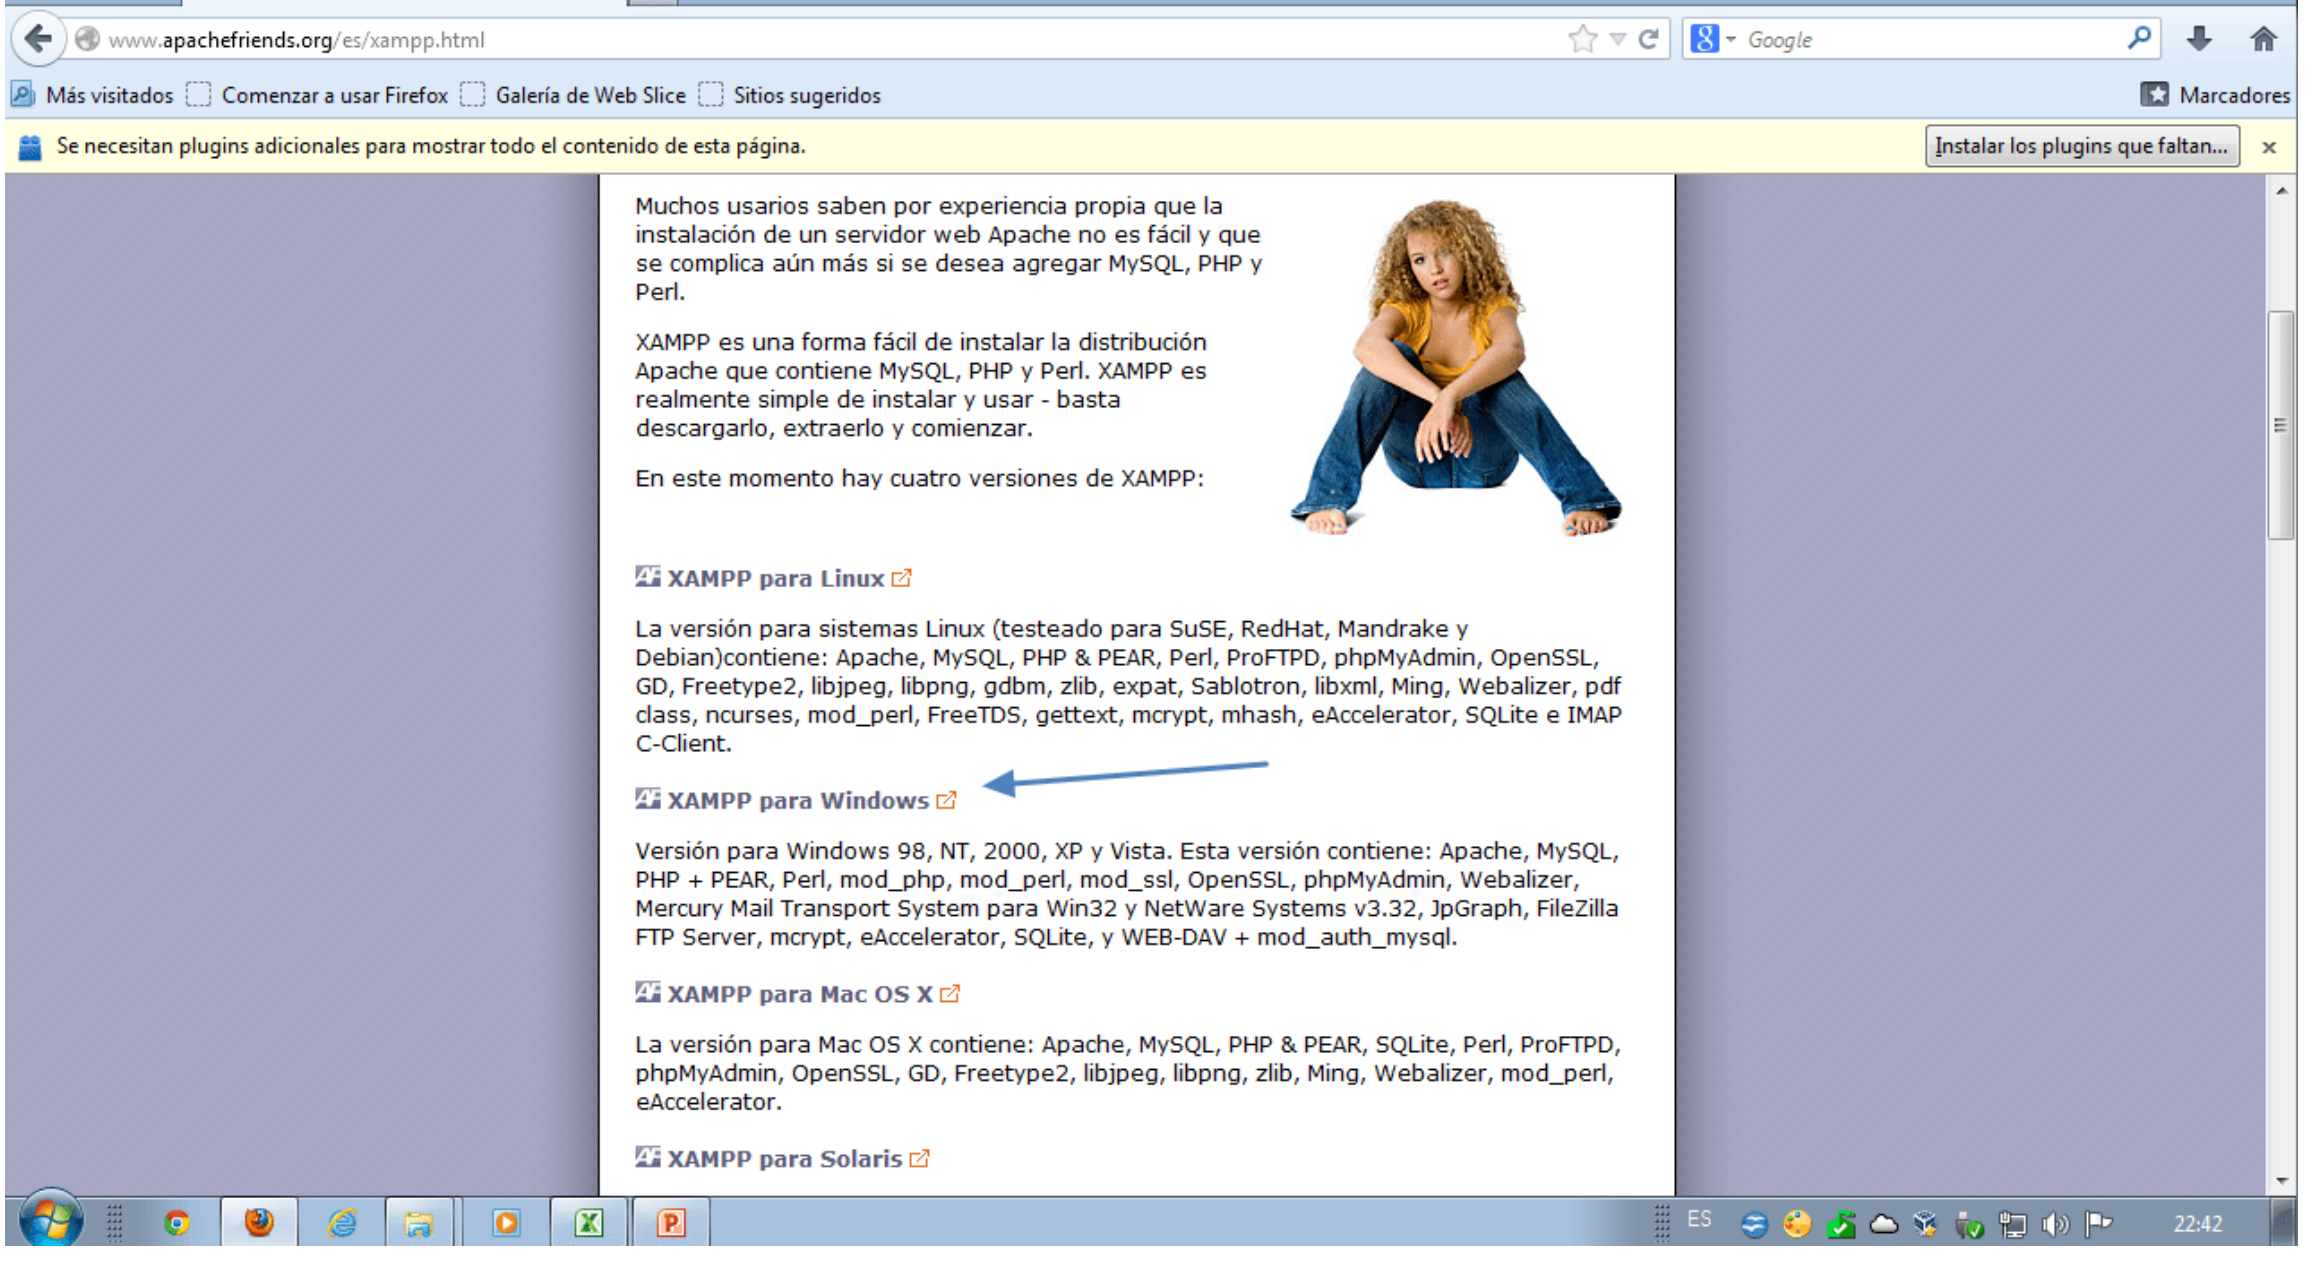 www.apachefriends.org/es/xampp.html
Google
Más visitados Comenzar a usar Firefox Galería de Web Slice Sitios sugeridos Marcadores
Se necesitan plugins adicionales para mostrar todo el contenido de esta página. Instalar los plugins que faltan... x
Muchos usarios saben por experiencia propia que la
instalación de un servidor web Apache no es fácil y que
se complica aún más si se desea agregar MySQL, PHP y
Perl.
XAMPP es una forma fácil de instalar la distribución
Apache que contiene MySQL, PHP y Perl. XAMPP es
realmente simple de instalar y usar - basta
descargarlo, extraerlo y comienzar.
En este momento hay cuatro versiones de XAMPP:
XAMPP para Linux
La versión para sistemas Linux (testeado para SuSE, RedHat, Mandrake y
Debian)contiene: Apache, MySQL, PHP & PEAR, Perl, ProFTPD, phpMyAdmin, OpenSSL,
GD, Freetype2, libjpeg, libpng, gdbm, zlib, expat, Sablotron, libxml, Ming, Webalizer, pdf
class, ncurses, mod_perl, FreeTDS, gettext, mcrypt, mhash, eAccelerator, SQLite e IMAP
C-Client.
XAMPP para Windows
Versión para Windows 98, NT, 2000, XP y Vista. Esta versión contiene: Apache, MySQL,
PHP + PEAR, Perl, mod_php, mod_perl, mod_ssl, OpenSSL, phpMyAdmin, Webalizer,
Mercury Mail Transport System para Win32 y NetWare Systems v3.32, JpGraph, FileZilla
FTP Server, mcrypt, eAccelerator, SQLite, y WEB-DAV + mod_auth_mysql.
XAMPP para Mac OS X
La versión para Mac OS X contiene: Apache, MySQL, PHP & PEAR, SQLite, Perl, ProFTPD,
phpMyAdmin, OpenSSL, GD, Freetype2, libjpeg, libpng, zlib, Ming, Webalizer, mod_perl,
eAccelerator.
XAMPP para Solaris
ES 22:42